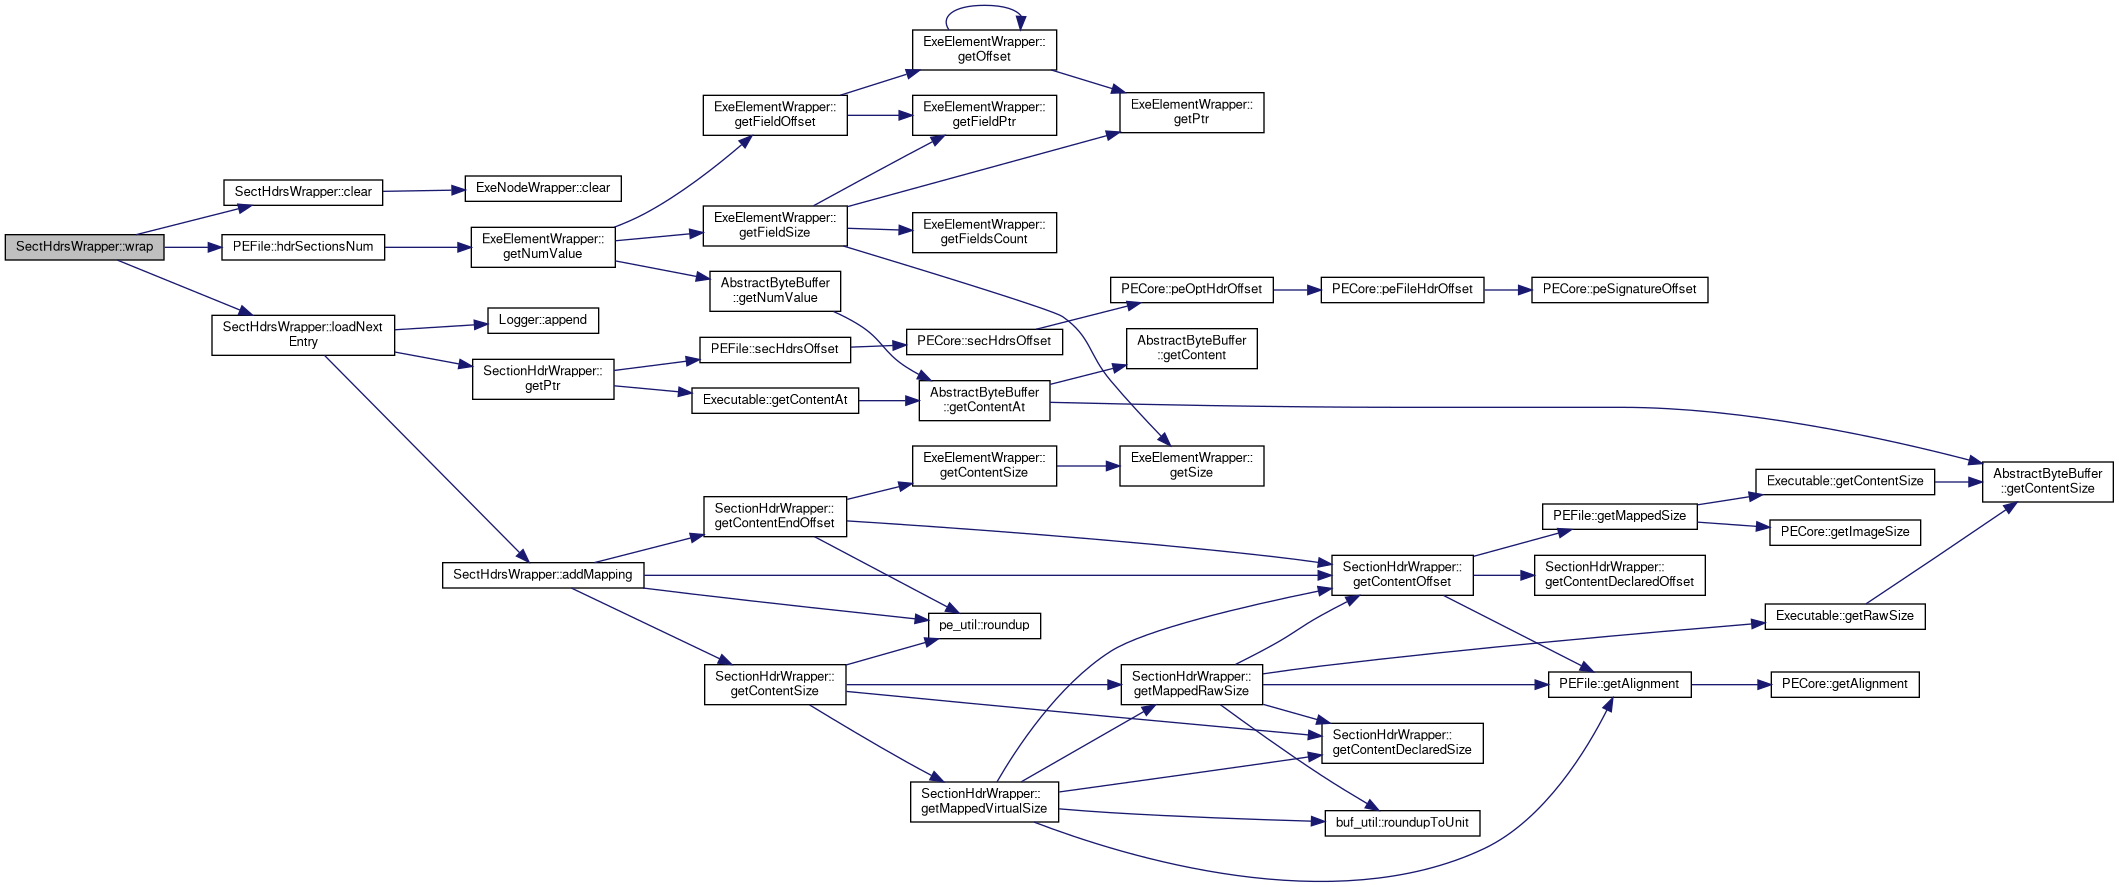 ExeElementWrapper::
getOffset
ExeElementWrapper::
getPtr
ExeElementWrapper::
getFieldOffset
ExeElementWrapper::
getFieldPtr
SectHdrsWrapper::clear
ExeNodeWrapper::clear
ExeElementWrapper::
getFieldSize
ExeElementWrapper::
getFieldsCount
SectHdrsWrapper::wrap
PEFile::hdrSectionsNum
ExeElementWrapper::
getNumValue
AbstractByteBuffer
::getNumValue
PECore::peOptHdrOffset
PECore::peFileHdrOffset
PECore::peSignatureOffset
SectHdrsWrapper::loadNext
Entry
Logger::append
PEFile::secHdrsOffset
PECore::secHdrsOffset
AbstractByteBuffer
::getContent
SectionHdrWrapper::
getPtr
Executable::getContentAt
AbstractByteBuffer
::getContentAt
ExeElementWrapper::
getContentSize
ExeElementWrapper::
getSize
Executable::getContentSize
AbstractByteBuffer
::getContentSize
SectionHdrWrapper::
getContentEndOffset
PEFile::getMappedSize
PECore::getImageSize
SectHdrsWrapper::addMapping
SectionHdrWrapper::
getContentOffset
SectionHdrWrapper::
getContentDeclaredOffset
pe_util::roundup
Executable::getRawSize
SectionHdrWrapper::
getContentSize
SectionHdrWrapper::
getMappedRawSize
PEFile::getAlignment
PECore::getAlignment
SectionHdrWrapper::
getContentDeclaredSize
SectionHdrWrapper::
getMappedVirtualSize
buf_util::roundupToUnit